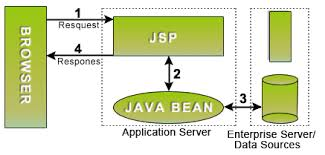 BROWSER
1
Resquest
JSP
4
Respones
2
JAVA BEAN
3
Application Server
Enterprise Server/
Data Sources